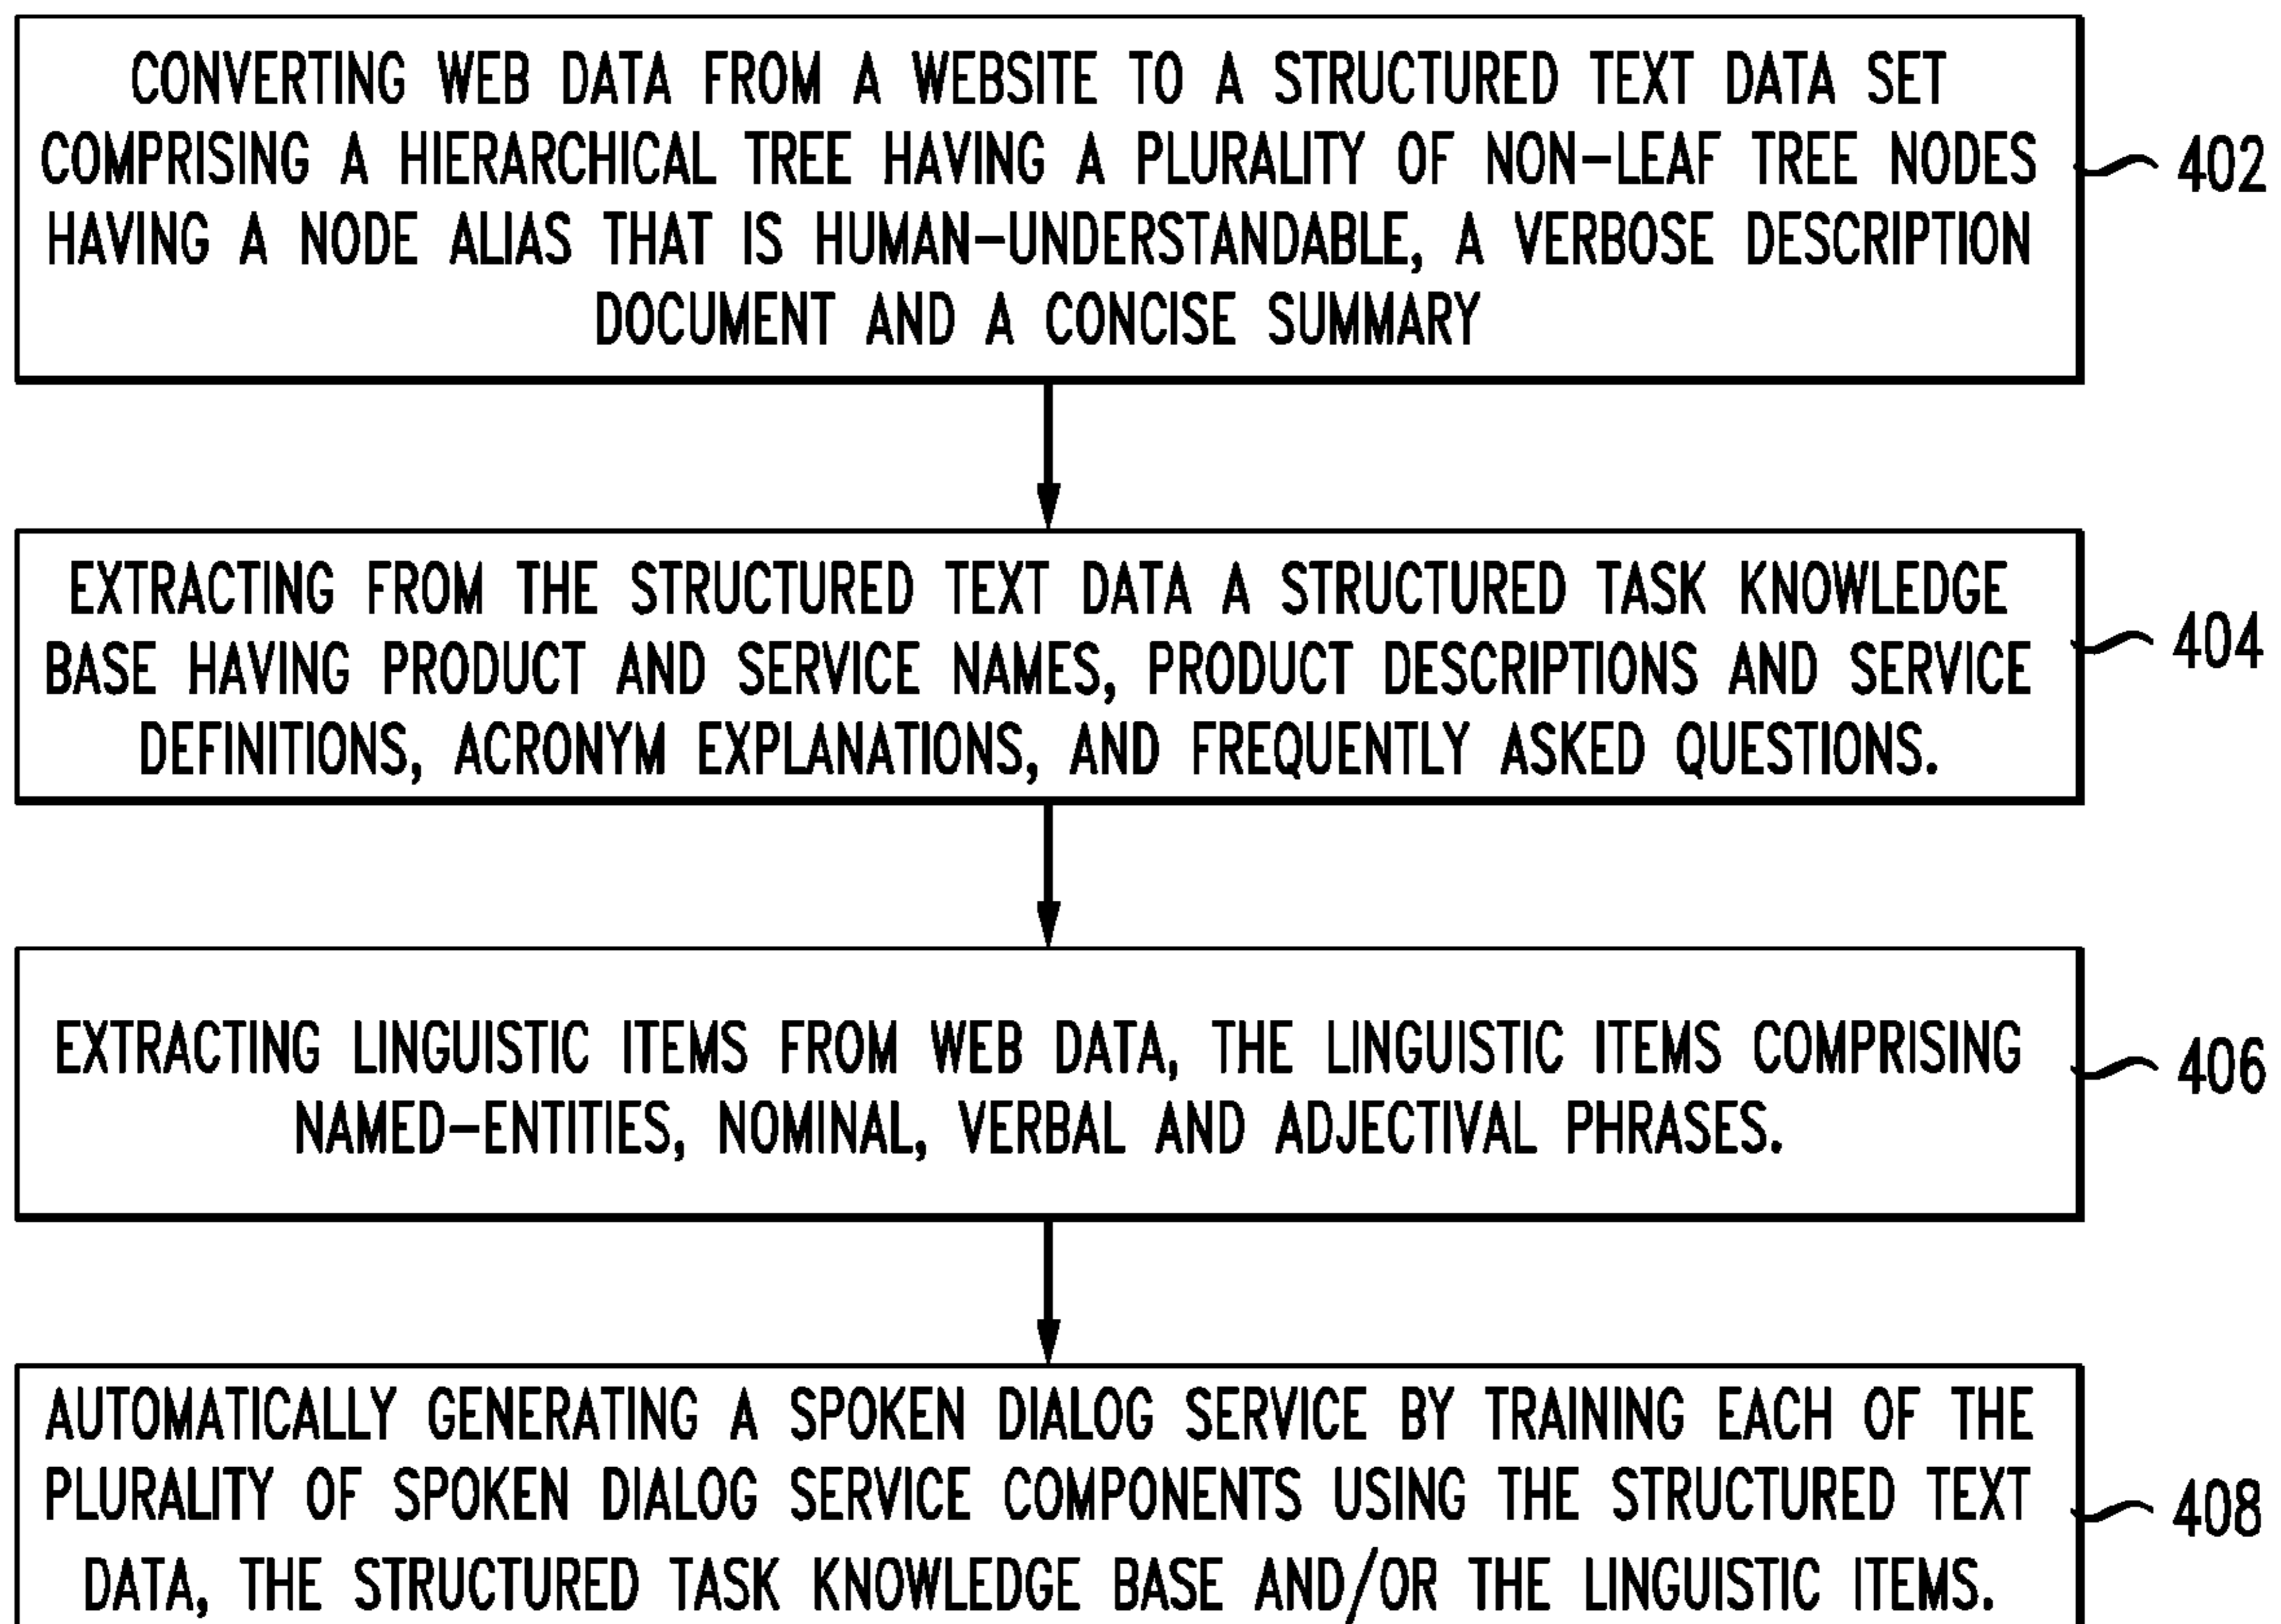 CONVERTING WEB DATA FROM A WEBSITE TO A STRUCTURED TEXT DATA SET
COMPRISING A HIERARCHICAL TREE HAVING A PLURALITY OF NON-LEAF TREE NODES
HAVING A NODE ALIAS THAT IS HUMAN-UNDERSTANDABLE, A VERBOSE DESCRIPTION
DOCUMENT AND A CONCISE SUMMARY
402
EXTRACTING FROM THE STRUCTURED TEXT DATA A STRUCTURED TASK KNOWLEDGE
BASE HAVING PRODUCT AND SERVICE NAMES, PRODUCT DESCRIPTIONS AND SERVICE
DEFINITIONS, ACRONYM EXPLANATIONS, AND FREQUENTLY ASKED QUESTIONS.
404
EXTRACTING LINGUISTIC ITEMS FROM WEB DATA, THE LINGUISTIC ITEMS COMPRISING
NAMED-ENTITIES, NOMINAL, VERBAL AND ADJECTIVAL PHRASES.
406
AUTOMATICALLY GENERATING A SPOKEN DIALOG SERVICE BY TRAINING EACH OF THE
PLURALITY OF SPOKEN DIALOG SERVICE COMPONENTS USING THE STRUCTURED TEXT
DATA, THE STRUCTURED TASK KNOWLEDGE BASE AND/OR THE LINGUISTIC ITEMS.
408